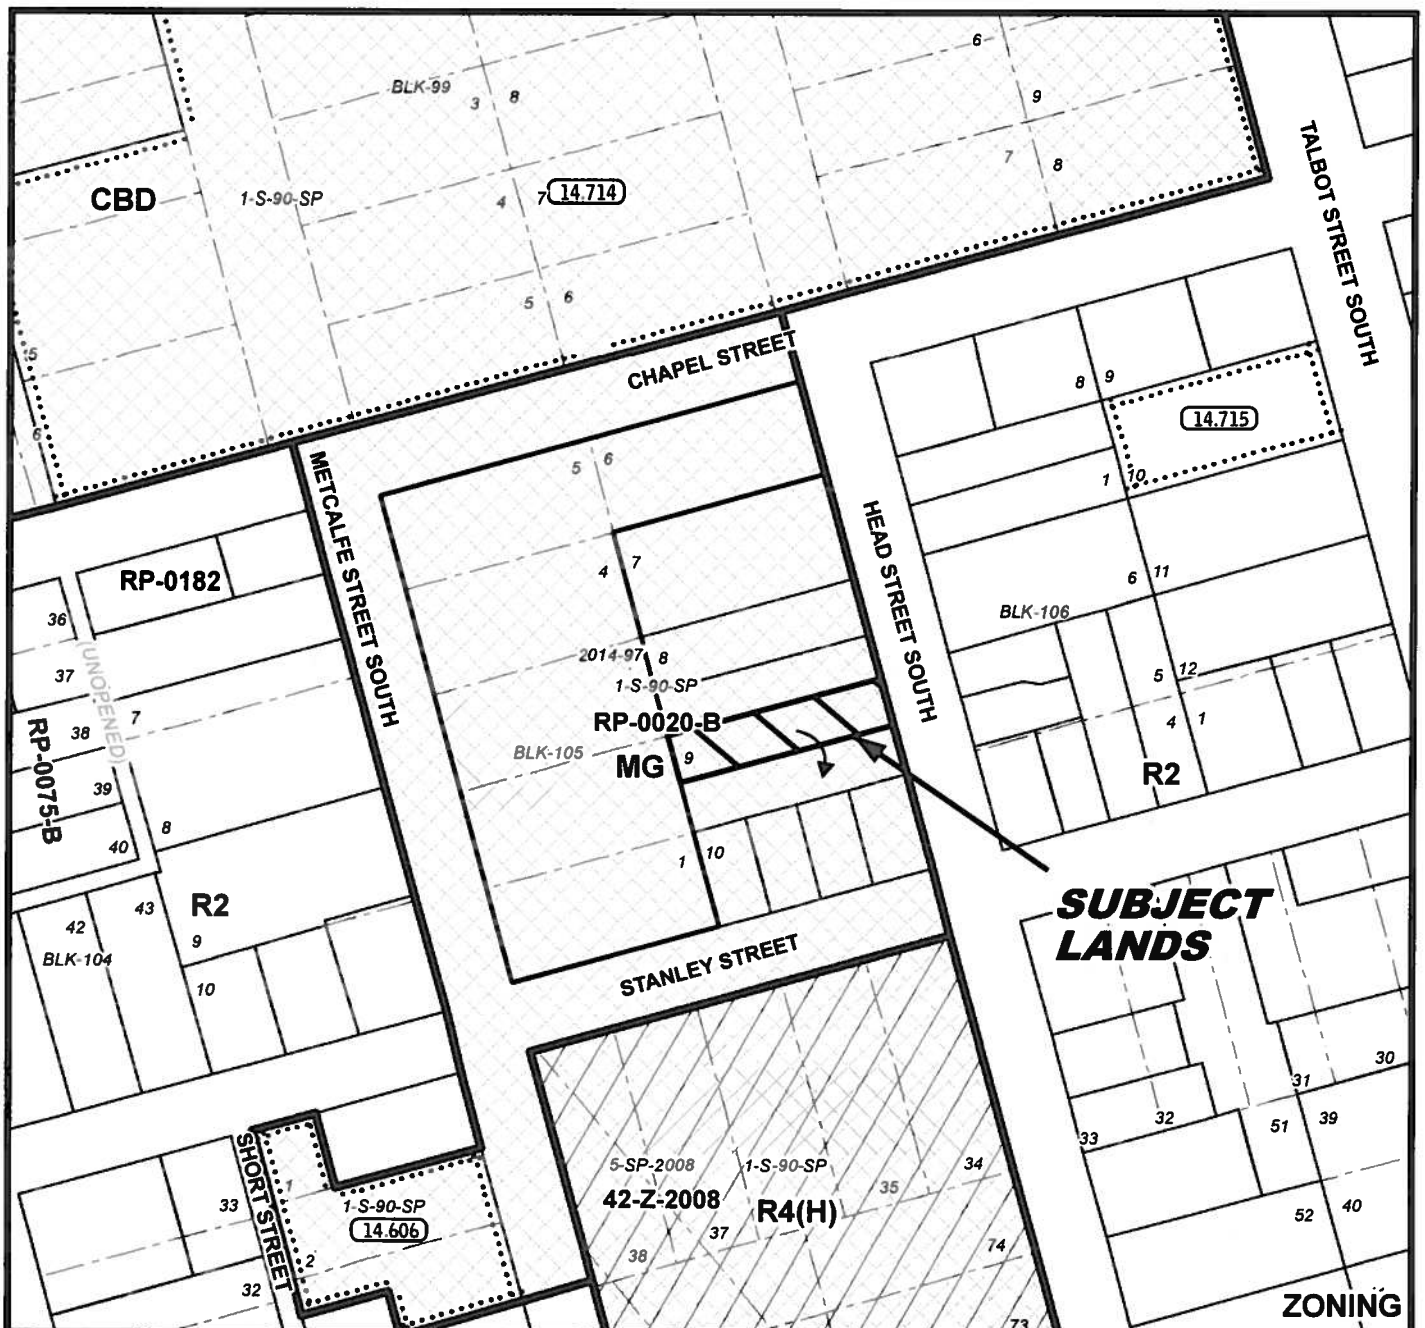 6
BLK-99
3
8
9
TALBOT STREET SOUTH
7
8
CBD
1-S-90-SP
4
7
14.714
5
6
5
CHAPEL STREET
8
9
14.715
6
METCALFE STREET SOUTH
5
6
1
10
HEAD STREET SOUTH
RP-0182
4
7
6
11
36
BLK-106
(UNOPENED)
2014-97
8
37
1-S-90-SP
5
12
7
RP-0020-B
4
1
38
RP-0075-B
BLK-105
9
MG
R2
39
8
40
1
10
SUBJECT
LANDS
43
R2
42
9
BLK-104
STANLEY STREET
10
30
31
32
39
51
33
SHORT STREET
5-SP-2008
1-S-90-SP
34
1
35
33
1-S-90-SP
42-Z-2008
R4(H)
14.606
37
52
40
38
74
2
32
ZONING
73